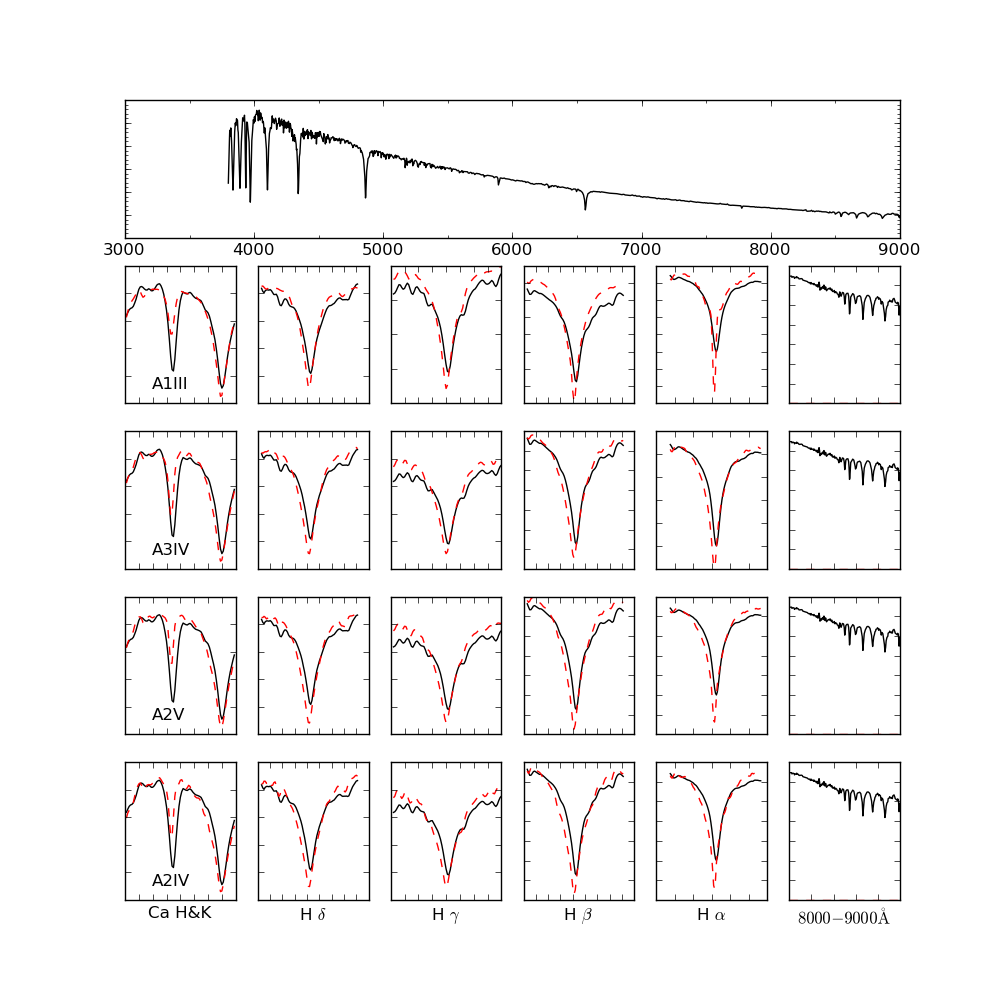 3000 4000 5000 6000 7000 8000 9000
A1III
A3IV
A2V
A2IV
Ca H&K H δ H γ H β H α 8000−9000Å